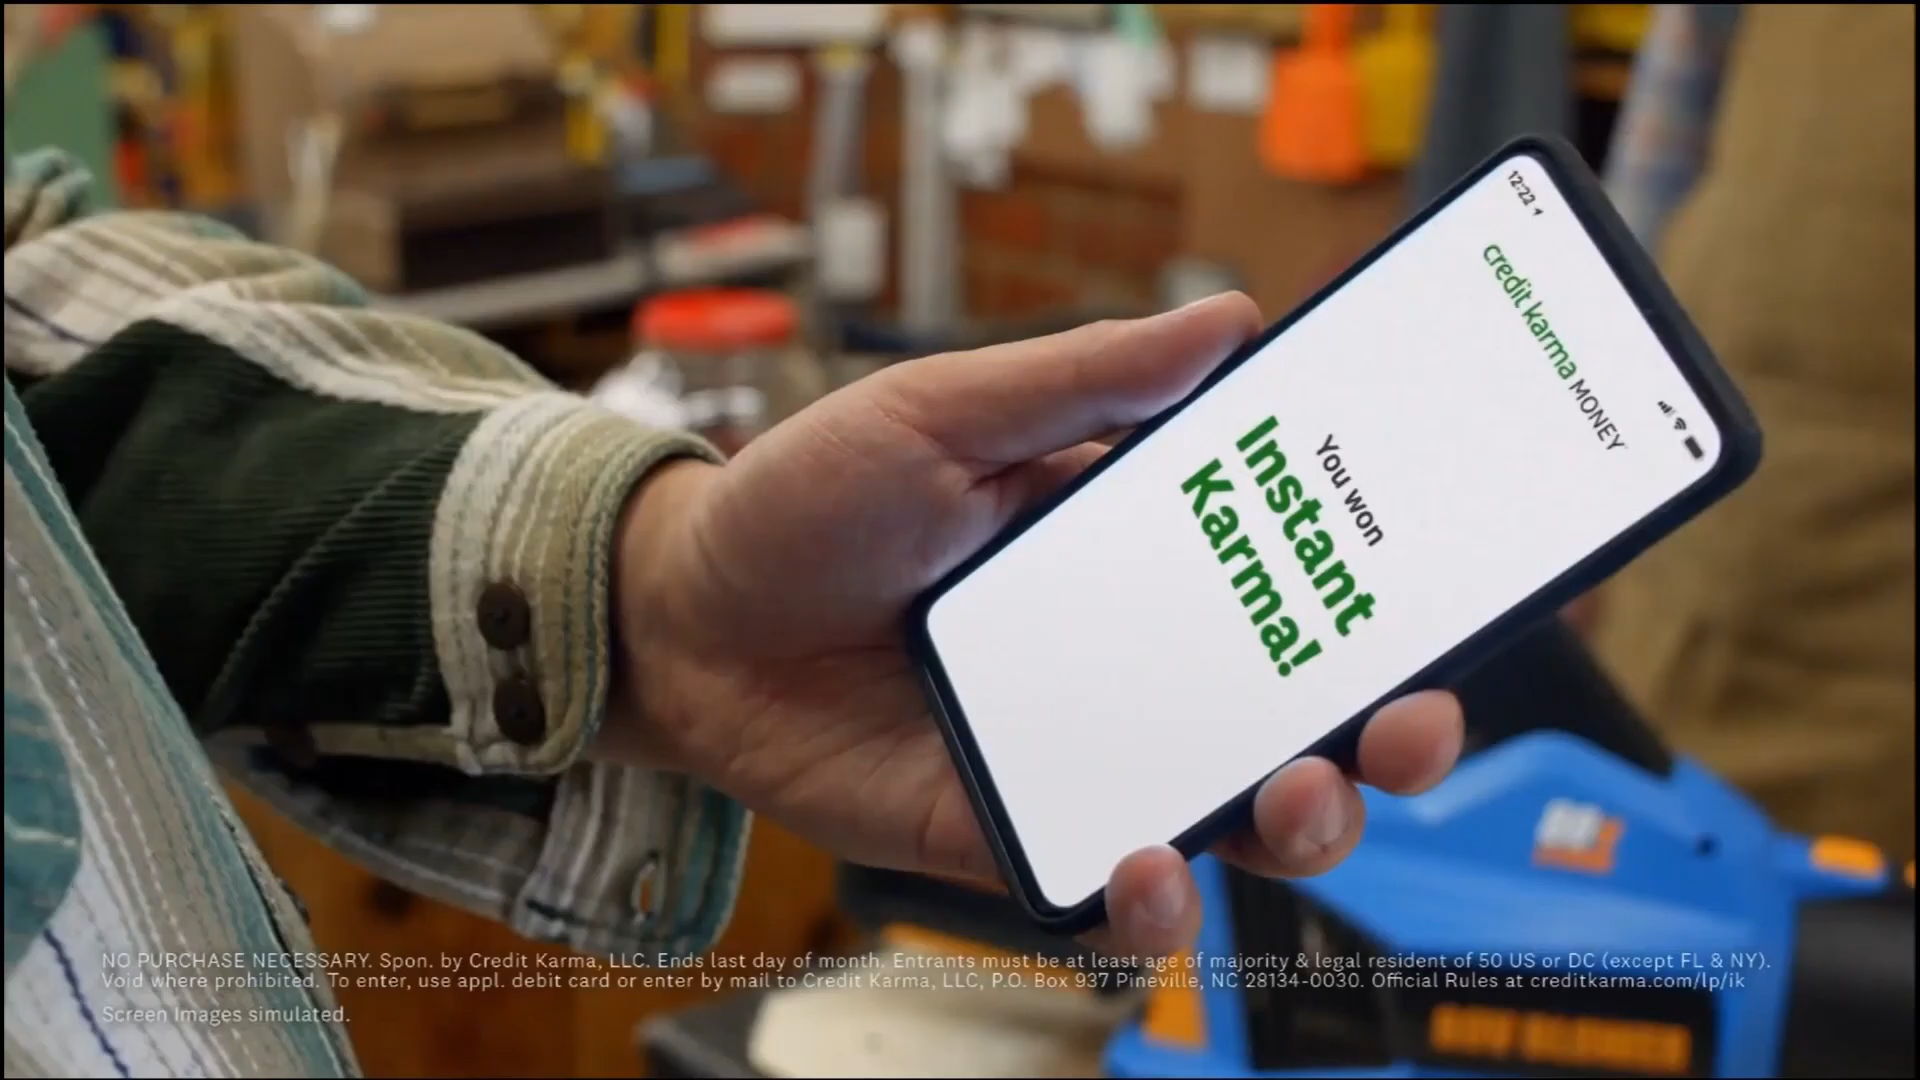 12:22
credit karma MONEY
You won
Instant
Karma!
NO PURCHASE NECESSARY. Spon. by Credit Karma, LLC. Ends last day of month. Entrants must be at least age of majority & legal resident of 50 US or DC (except FL & NY).
Void where prohibited. To enter, use appl. debit card or enter by mail to Credit Karma, LLC, P.O. Box 937 Pineville, NC 28134-0030. Official Rules at creditkarma.com/lp/ik
Screen Images simulated.